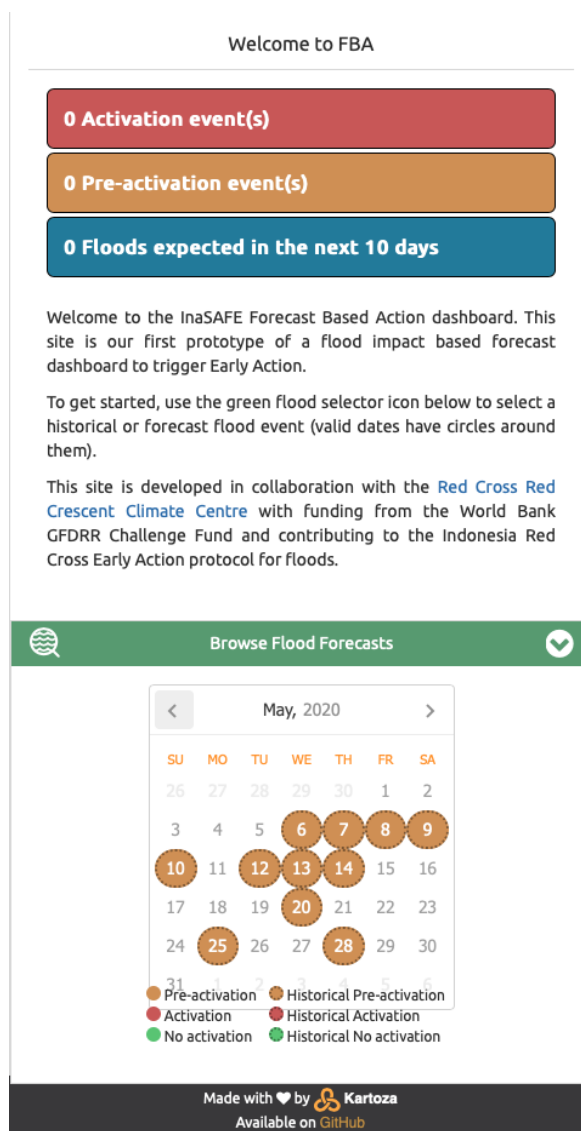 Welcome to FBA
0 Activation event(s)
0 Pre-activation event(s)
0 Floods expected in the next 10 days
Welcome to the InaSAFE Forecast Based Action dashboard. This
site is our first prototype of a flood impact based forecast
dashboard to trigger Early Action.
To get started, use the green flood selector icon below to select a
historical or forecast flood event (valid dates have circles around
them).
This site is developed in collaboration with the Red Cross Red
Crescent Climate Centre with funding from the World Bank
GFDRR Challenge Fund and contributing to the Indonesia Red
Cross Early Action protocol for floods.
Browse Flood Forecasts
May, 2020
SU MO TU WE TH FR SA
26 27 28 29 30 1 2
3 4 5 6 7 8 9
10 11 12 13 14 15 16
17 18 19 20 21 22 23
24 25 26 27 28 29 30
31 1 2 3 4 5 6
Pre-activation Historical Pre-activation
Activation Historical Activation
No activation Historical No activation
Made with ❤ by Kartoza
Available on GitHub